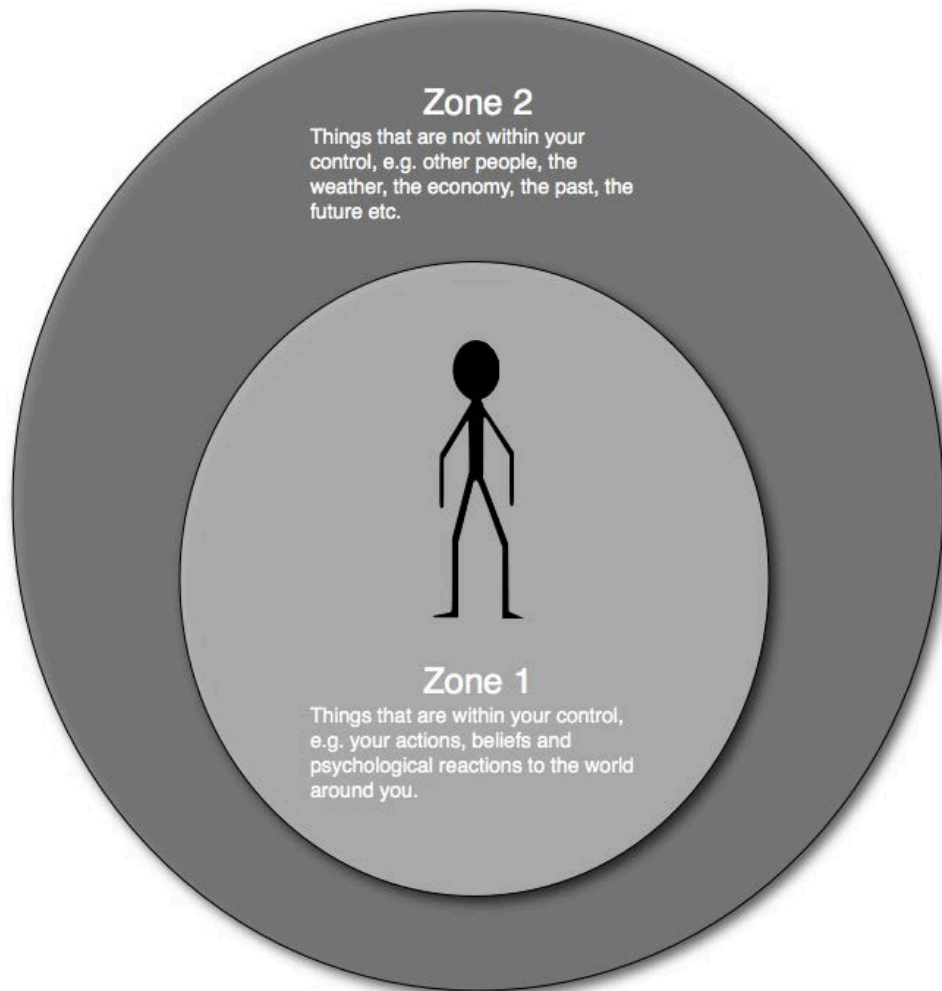 Zone 2
Things that are not within your
control, e.g. other people, the
weather, the economy, the past, the
future etc.
Zone 1
Things that are within your control,
e.g. your actions, beliefs and
psychological reactions to the world
around you.